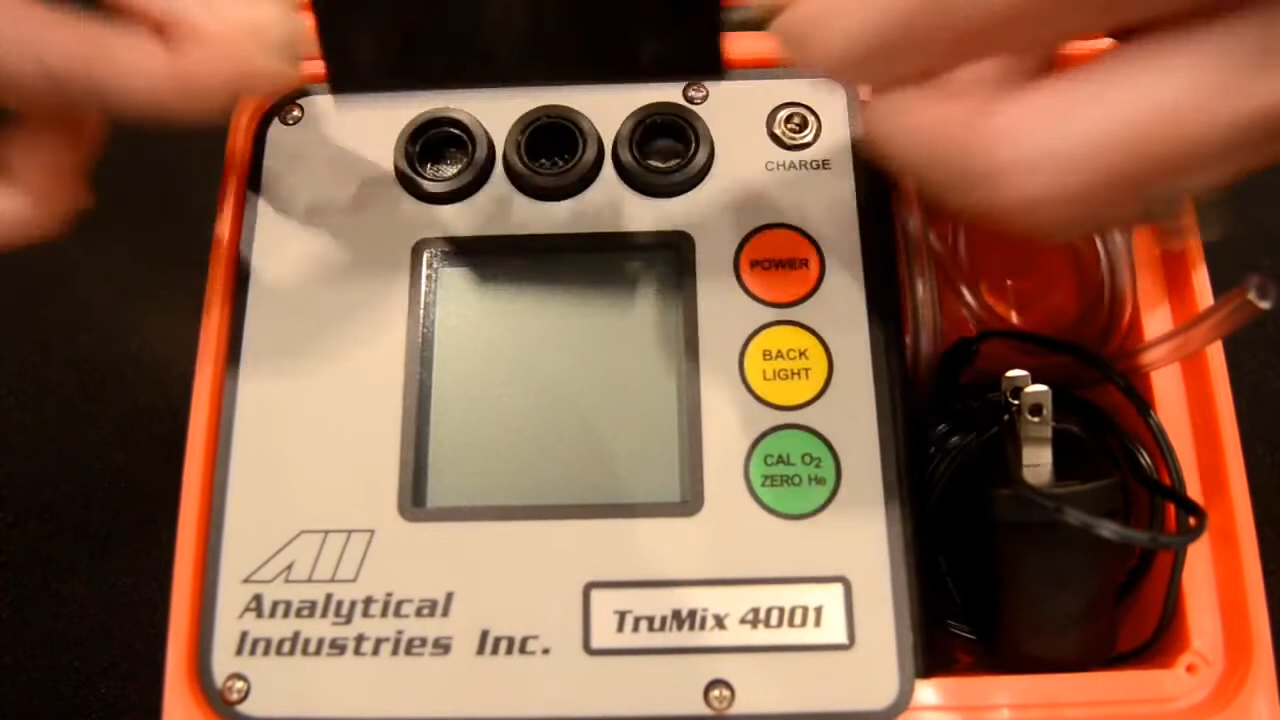 CHARGE
POWER
BACK
LIGHT
CAL O₂
ZERO He
AII
Analytical
Industries Inc.
TruMix 4001